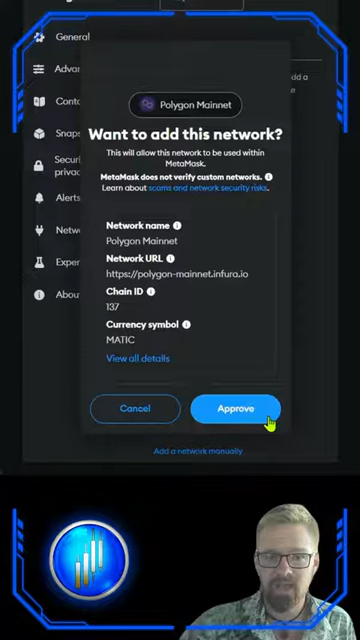 General
Advan
Conta
Snaps
Securi
privac
Alerts
Netwo
Exper
About
add a
Polygon Mainnet
Want to add this network?
This will allow this network to be used within
MetaMask.
MetaMask does not verify custom networks.
Learn about scams and network security risks.
Network name
Polygon Mainnet
Network URL
https://polygon-mainnet.infura.io
Chain ID
137
Currency symbol
MATIC
View all details
Cancel
Approve
Add a network manually